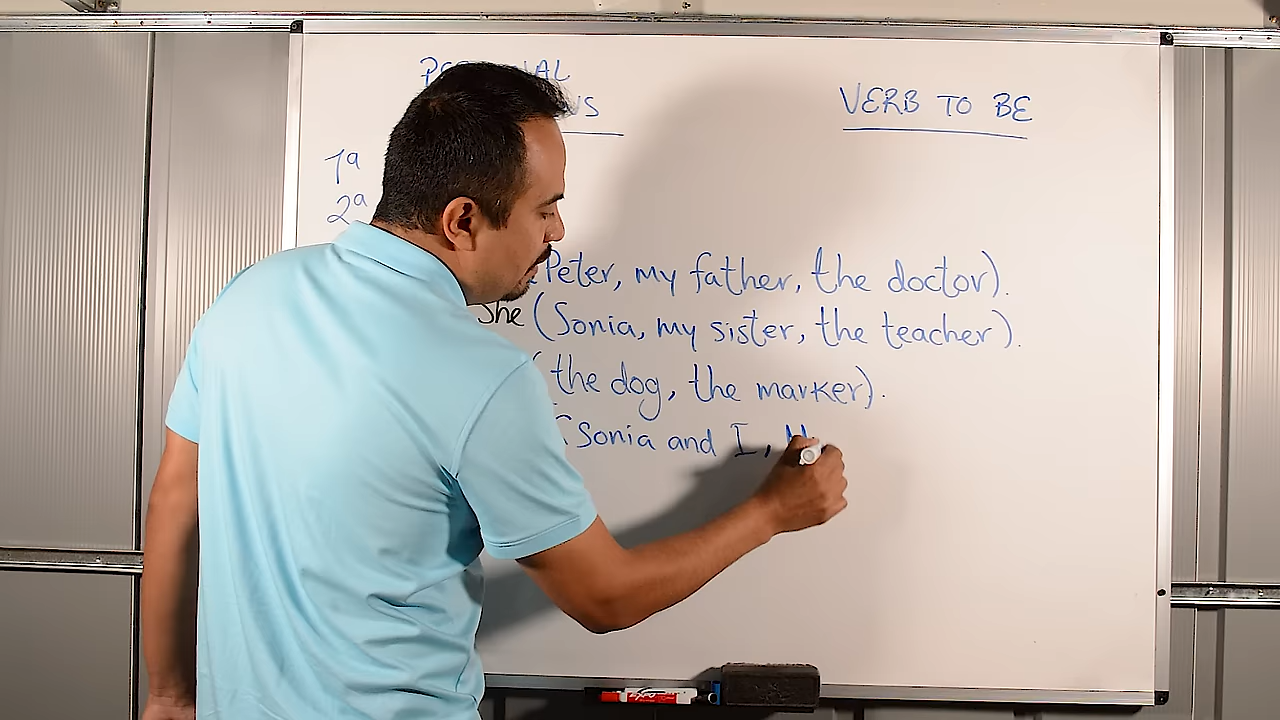 VERB TO BE
1ª
2ª
Peter, my father, the doctor).
She (Sonia, my sister, the teacher).
(the dog, the marker).
(Sonia and I,